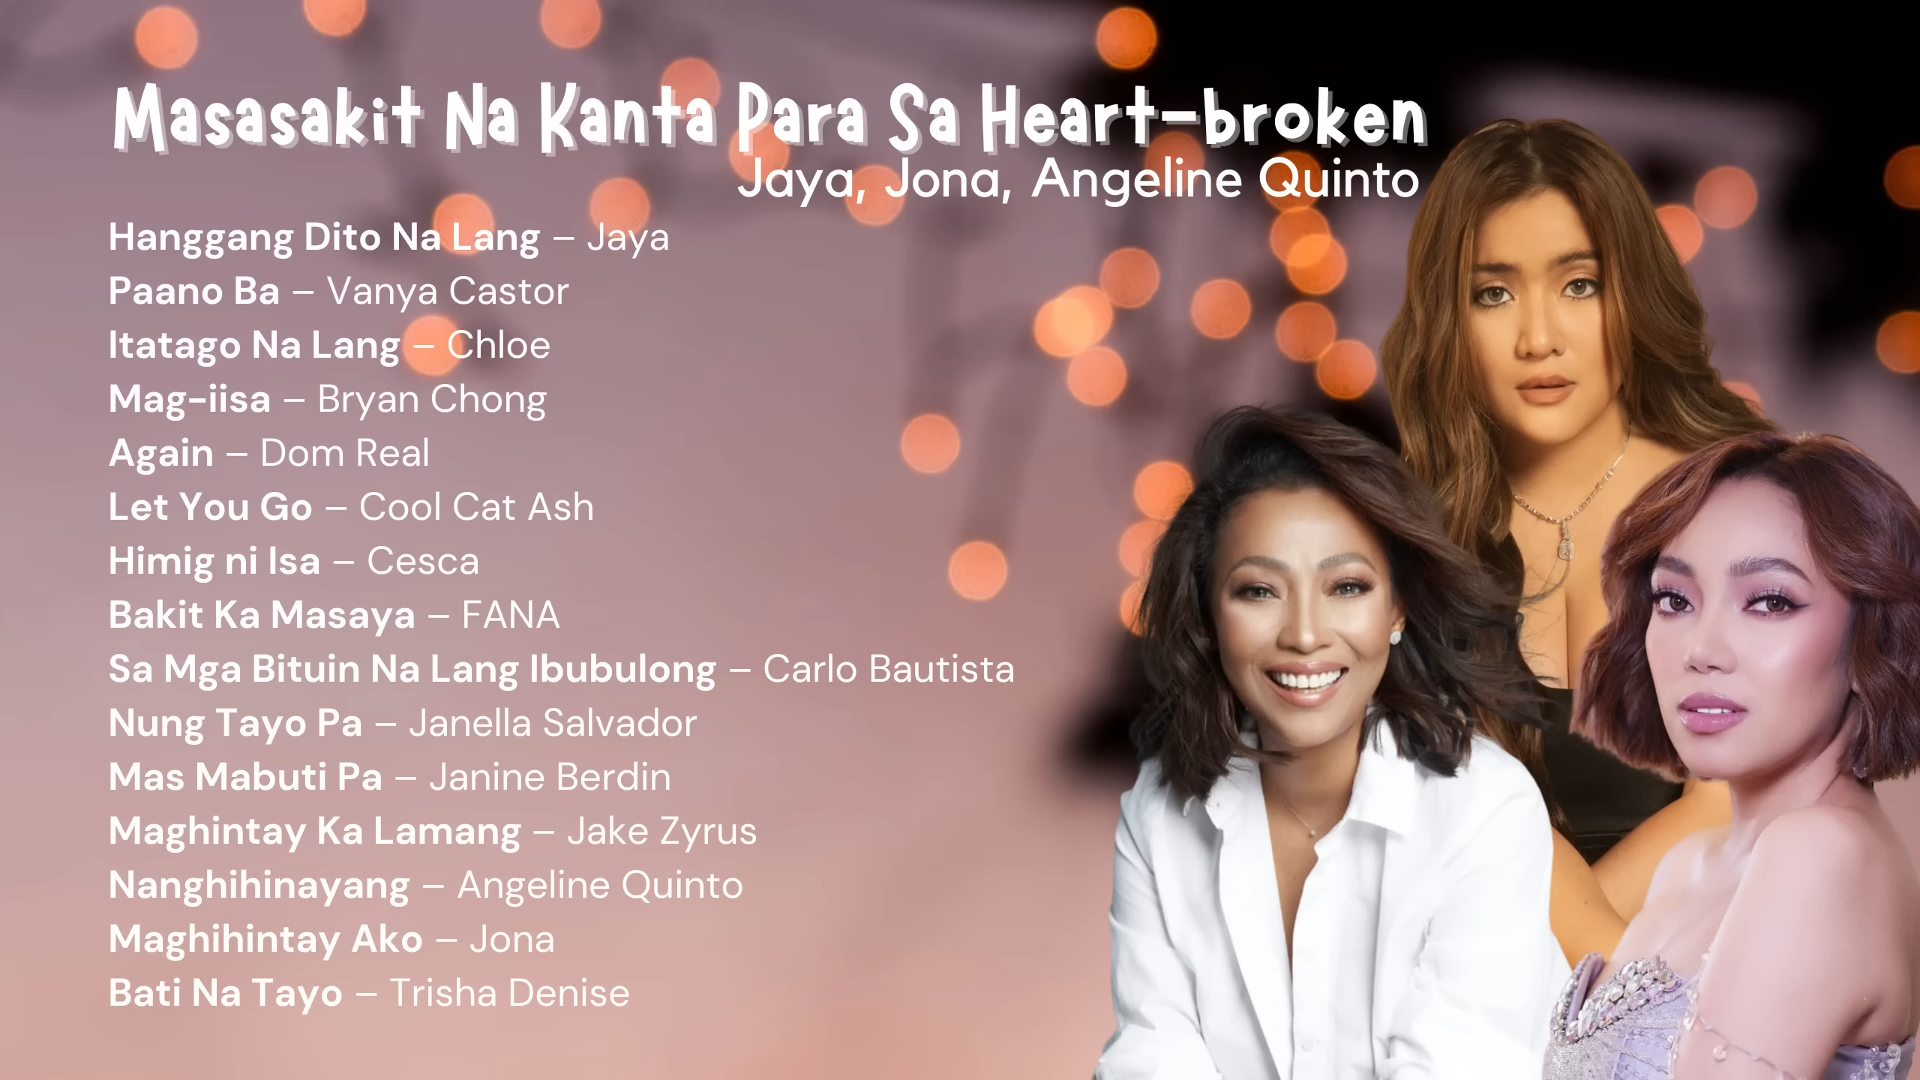 Masasakit Na Kanta Para Sa Heart-broken
Jaya, Jona, Angeline Quinto
Hanggang Dito Na Lang – Jaya
Paano Ba – Vanya Castor
Itatago Na Lang – Chloe
Mag-iisa – Bryan Chong
Again – Dom Real
Let You Go – Cool Cat Ash
Himig ni Isa – Cesca
Bakit Ka Masaya – FANA
Sa Mga Bituin Na Lang Ibubulong – Carlo Bautista
Nung Tayo Pa – Janella Salvador
Mas Mabuti Pa – Janine Berdin
Maghintay Ka Lamang – Jake Zyrus
Nanghihinayang – Angeline Quinto
Maghihintay Ako – Jona
Bati Na Tayo – Trisha Denise